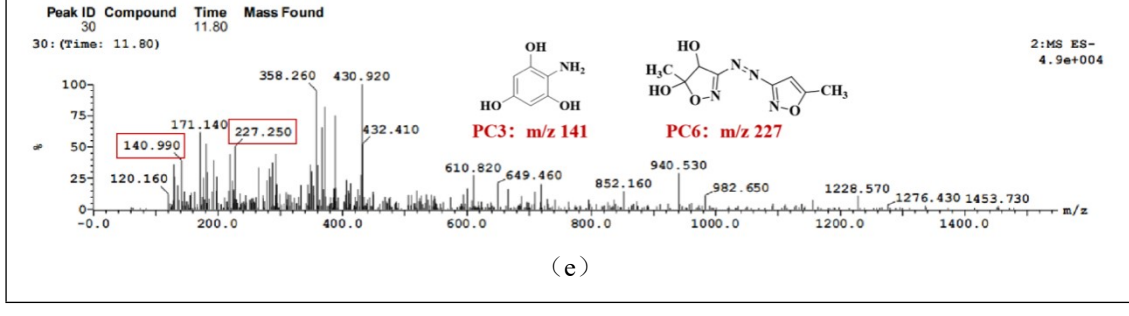 Peak ID Compound Time Mass Found
30 11.80
30:(Time: 11.80)
2:MS ES-
4.9e+004
100
75
50
25
0
%
120.160
140.990
171.140
227.250
358.260
430.920
432.410
610.820
649.460
852.160
940.530
982.650
1228.570
1276.430
1453.730
OH
NH₂
HO
OH
PC3: m/z 141
HO
H₃C
HO
O
N
N
N
N
O
CH₃
PC6: m/z 227
-0.0
200.0
400.0
600.0
800.0
1000.0
1200.0
1400.0
m/z
（e）